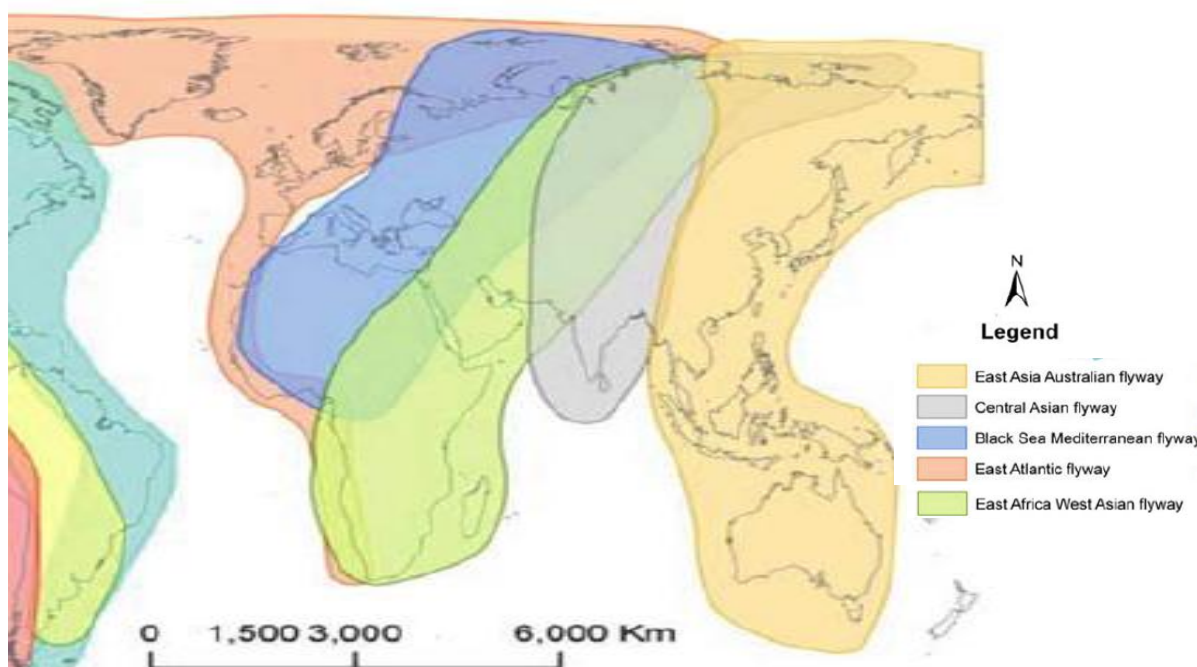 N
Legend
East Asia Australian flyway
Central Asian flyway
Black Sea Mediterranean flyway
East Atlantic flyway
East Africa West Asian flyway
0 1,500 3,000 6,000 Km